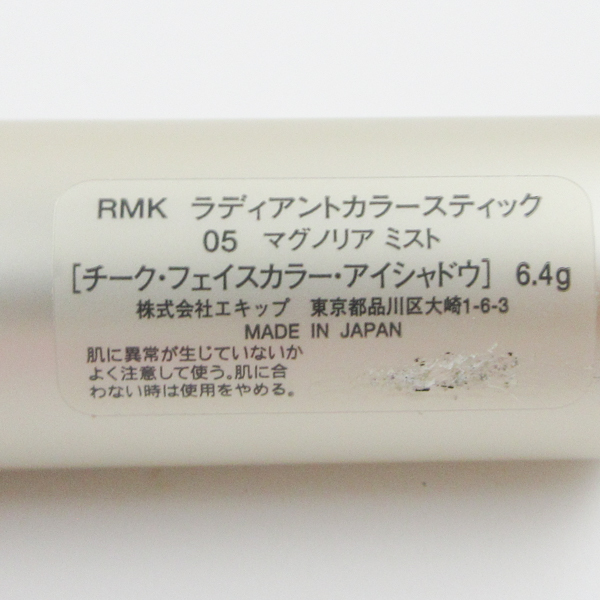 RMK ラディアントカラースティック
05 マグノリア ミスト
[チーク・フェイスカラー・アイシャドウ] 6.4g
株式会社エキップ 東京都品川区大崎1-6-3
MADE IN JAPAN
肌に異常が生じていないか
よく注意して使う。肌に合
わない時は使用をやめる。